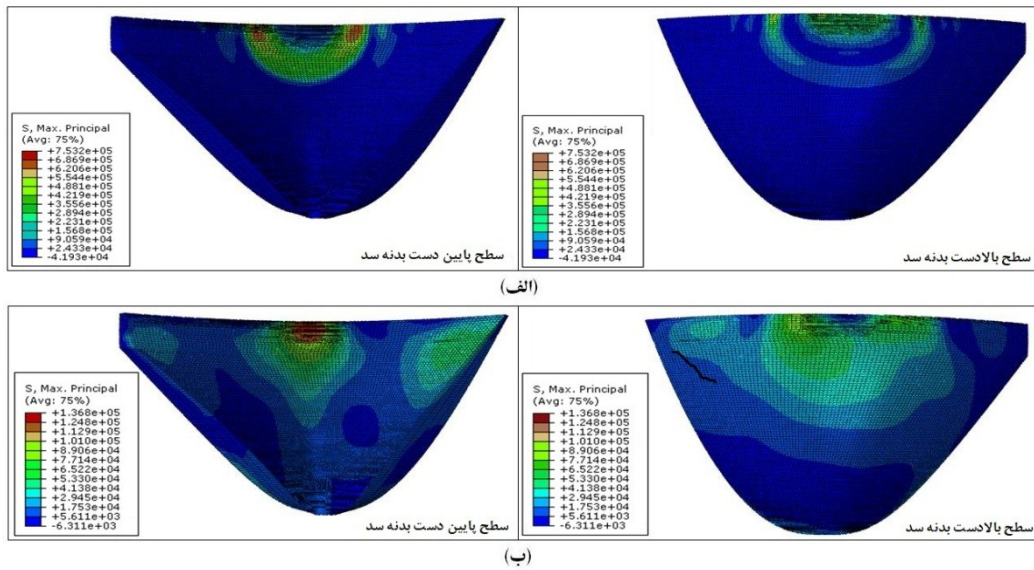 S, Max. Principal
(Avg: 75%)
+7.532e+05
+6.869e+05
+6.206e+05
+5.544e+05
+4.881e+05
+4.219e+05
+3.556e+05
+2.894e+05
+2.231e+05
+1.568e+05
+9.059e+04
+2.433e+04
-4.193e+04
سطح پایین دست بدنه سد
S, Max. Principal
(Avg: 75%)
+7.532e+05
+6.869e+05
+6.206e+05
+5.544e+05
+4.881e+05
+4.219e+05
+3.556e+05
+2.894e+05
+2.231e+05
+1.568e+05
+9.059e+04
+2.433e+04
-4.193e+04
سطح بالادست بدنه سد
(الف)
S, Max. Principal
(Avg: 75%)
+1.368e+05
+1.248e+05
+1.129e+05
+1.010e+05
+8.906e+04
+7.714e+04
+6.522e+04
+5.330e+04
+4.138e+04
+2.945e+04
+1.753e+04
+5.611e+03
-6.311e+03
سطح پایین دست بدنه سد
S, Max. Principal
(Avg: 75%)
+1.368e+05
+1.248e+05
+1.129e+05
+1.010e+05
+8.906e+04
+7.714e+04
+6.522e+04
+5.330e+04
+4.138e+04
+2.945e+04
+1.753e+04
+5.611e+03
-6.311e+03
سطح بالادست بدنه سد
(ب)